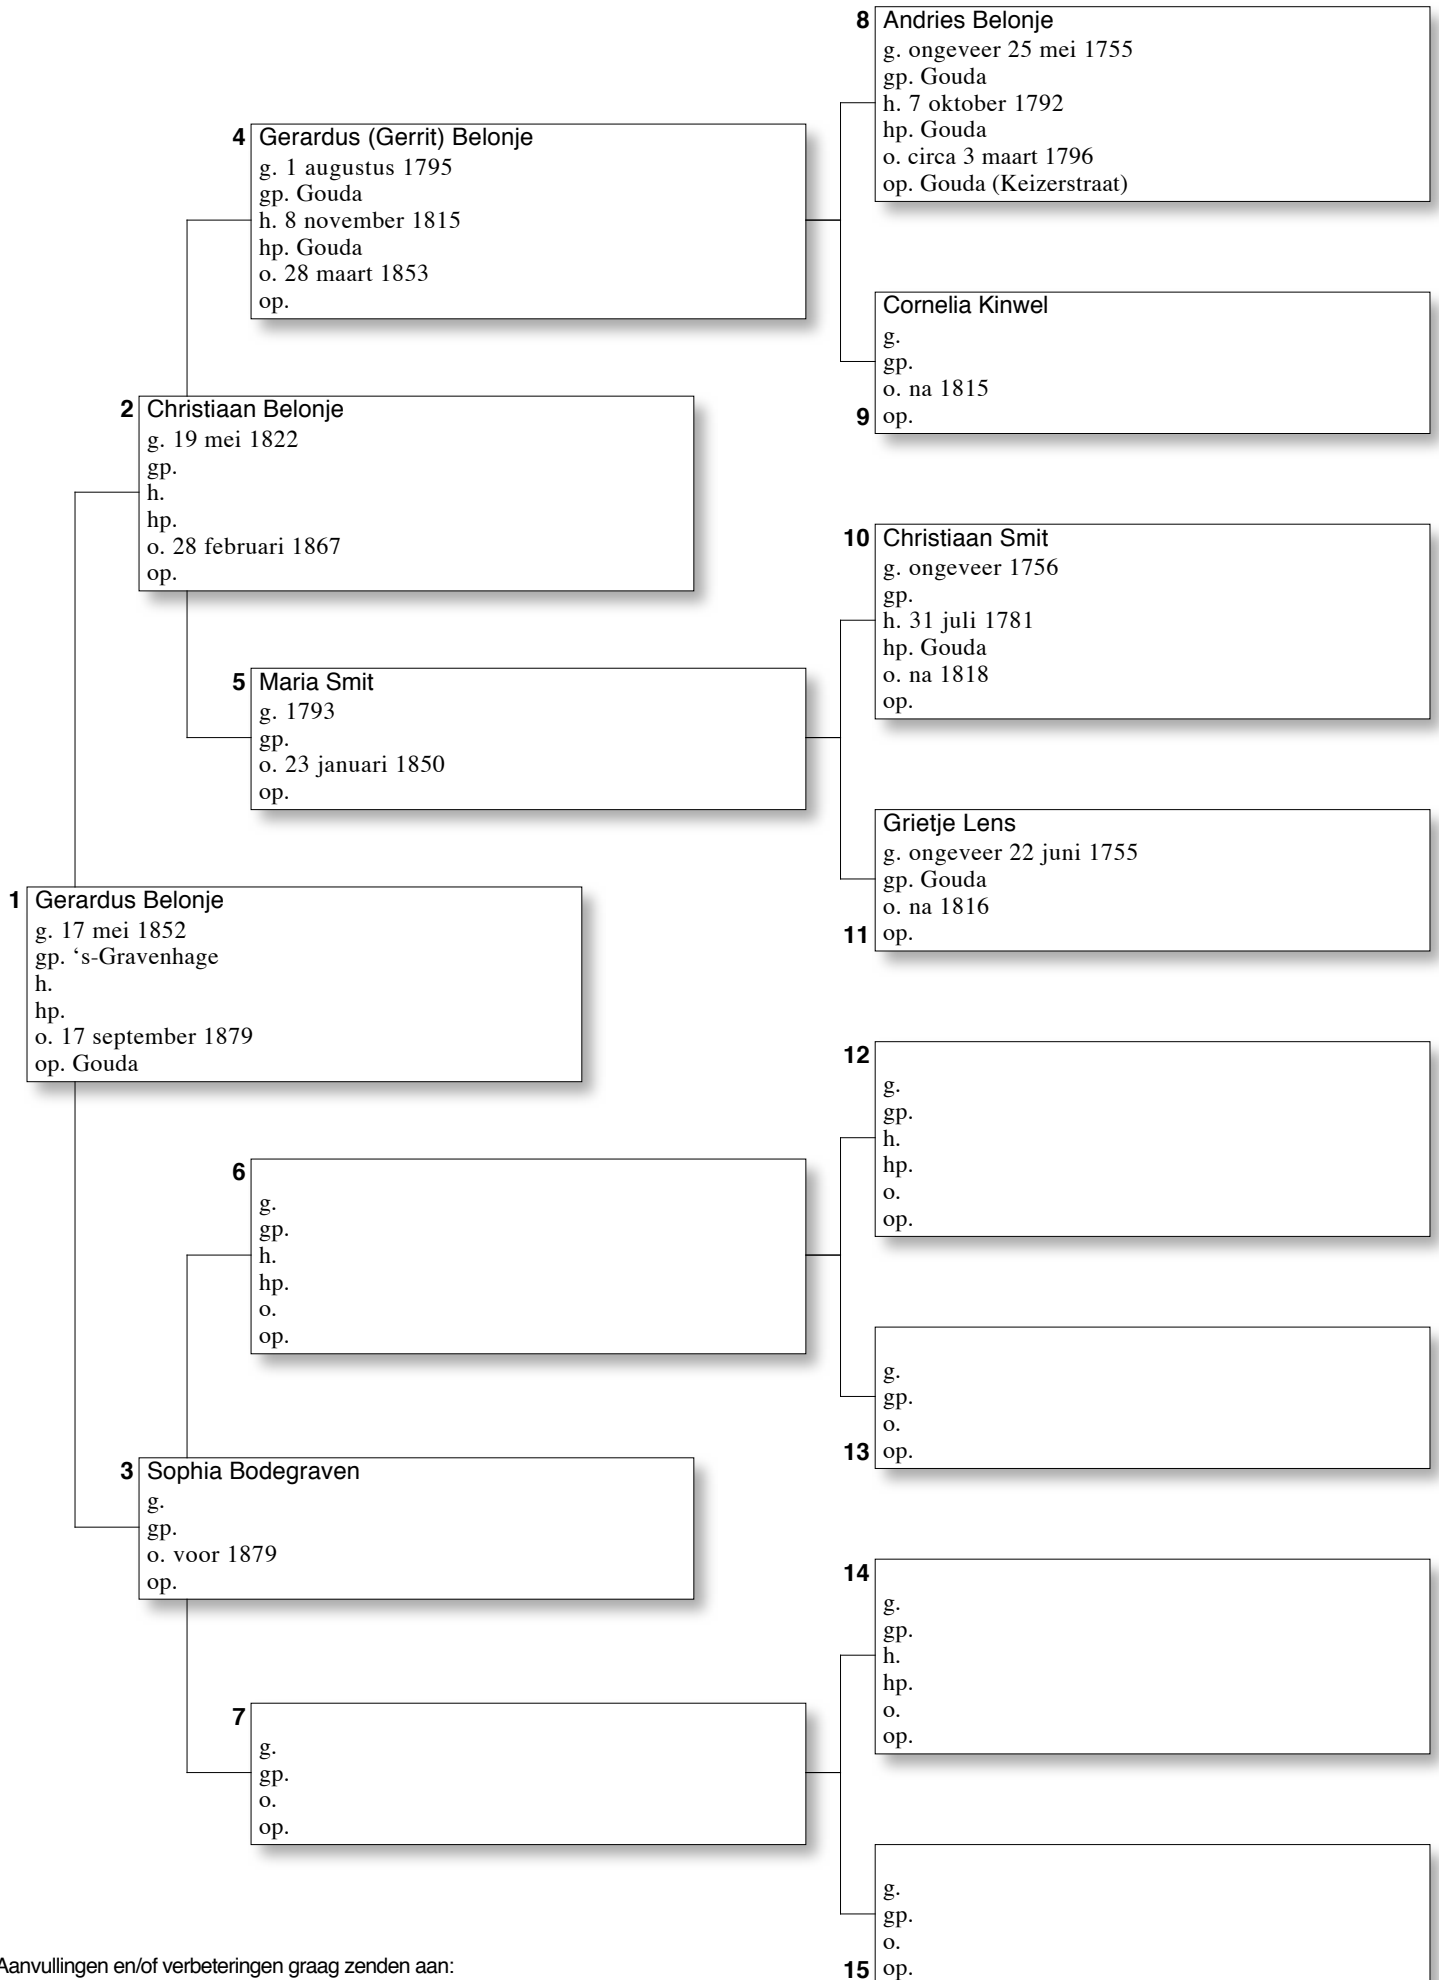 8 Andries Belonje
g. ongeveer 25 mei 1755
gp. Gouda
h. 7 oktober 1792
hp. Gouda
o. circa 3 maart 1796
op. Gouda (Keizerstraat)
4 Gerardus (Gerrit) Belonje
g. 1 augustus 1795
gp. Gouda
h. 8 november 1815
hp. Gouda
o. 28 maart 1853
op.
Cornelia Kinwel
g.
gp.
o. na 1815
9 op.
2 Christiaan Belonje
g. 19 mei 1822
gp.
h.
hp.
o. 28 februari 1867
op.
10 Christiaan Smit
g. ongeveer 1756
gp.
h. 31 juli 1781
hp. Gouda
o. na 1818
op.
5 Maria Smit
g. 1793
gp.
o. 23 januari 1850
op.
Grietje Lens
g. ongeveer 22 juni 1755
gp. Gouda
o. na 1816
11 op.
1 Gerardus Belonje
g. 17 mei 1852
gp. ‘s-Gravenhage
h.
hp.
o. 17 september 1879
op. Gouda
12
g.
gp.
h.
hp.
o.
op.
6
g.
gp.
h.
hp.
o.
op.
g.
gp.
o.
13 op.
3 Sophia Bodegraven
g.
gp.
o. voor 1879
op.
14
g.
gp.
h.
hp.
o.
op.
7
g.
gp.
o.
op.
g.
gp.
o.
15 op.
Aanvullingen en/of verbeteringen graag zenden aan: